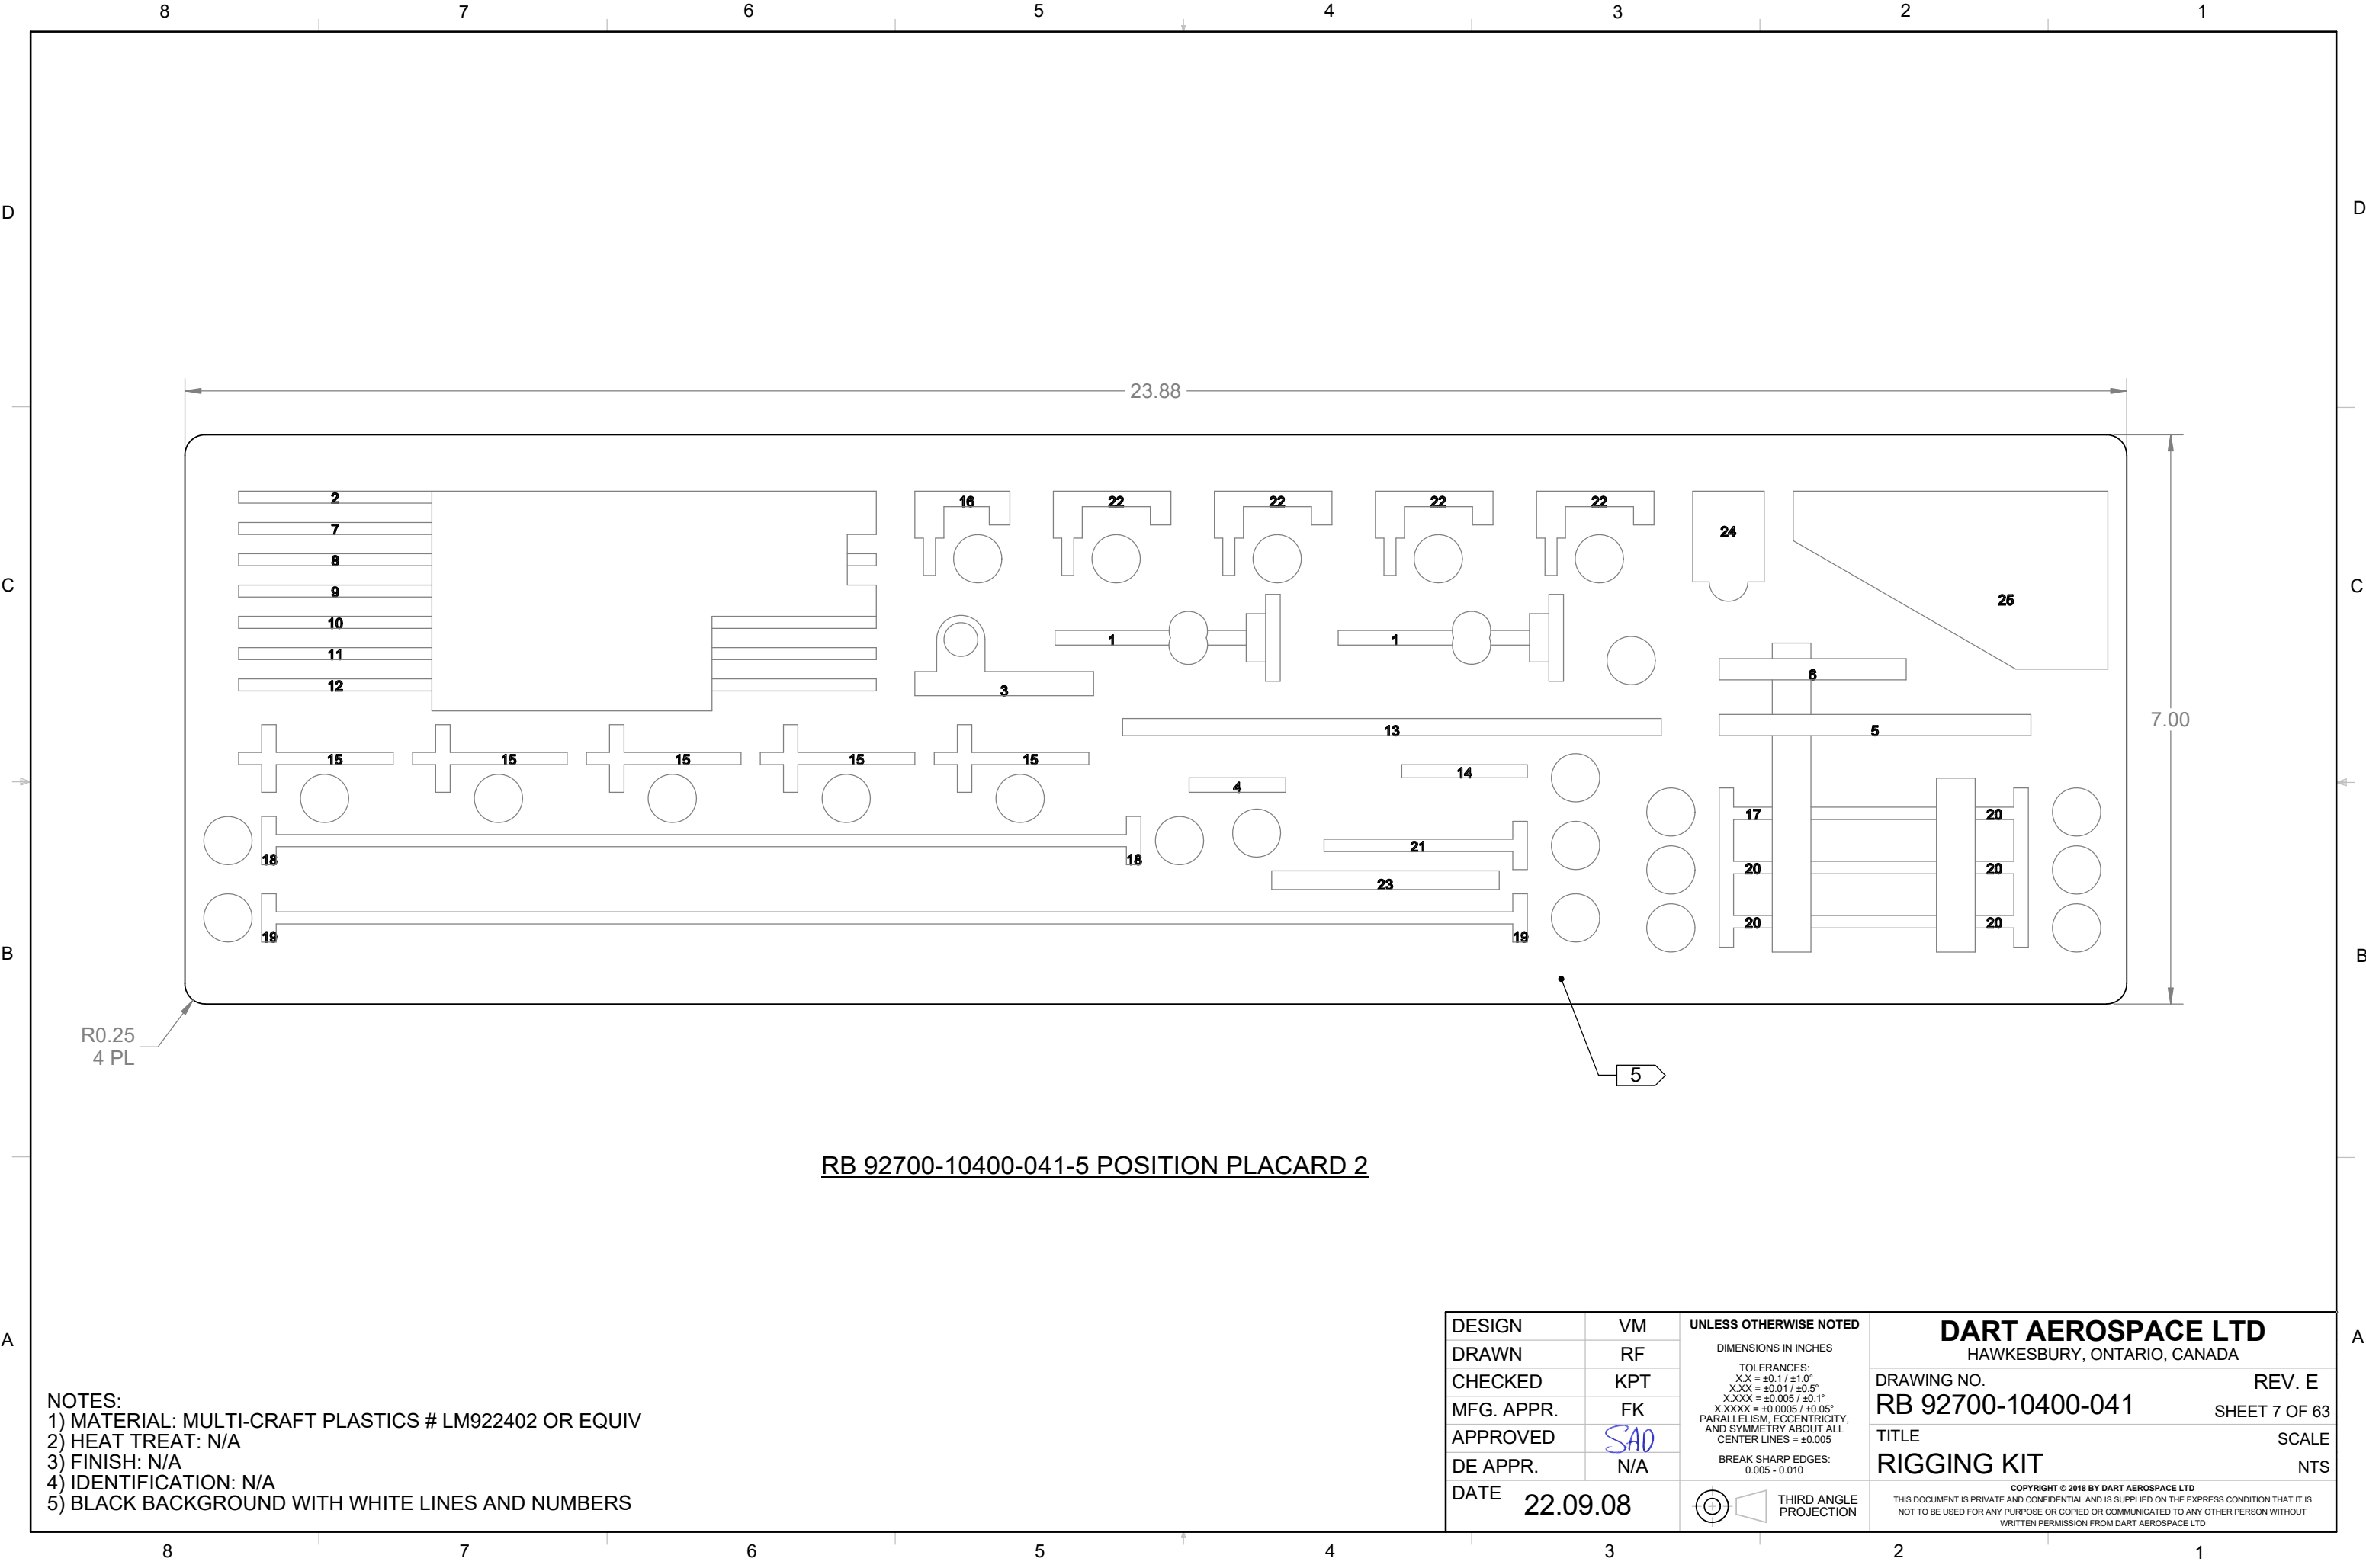 8 7 6 5 4 3 2 1
D D
23.88
2 16 22 22 22 22
7 24
8
C 9 C
25
10
11 1 1
12 3 6
7.00
13 5
15 15 15 15 15
14
4
17 20
21
18 18 20 20
23
20 20
19 19
B B
R0.25
4 PL
5
RB 92700-10400-041-5 POSITION PLACARD 2
A A
NOTES:
1) MATERIAL: MULTI-CRAFT PLASTICS # LM922402 OR EQUIV
2) HEAT TREAT: N/A
3) FINISH: N/A
4) IDENTIFICATION: N/A
5) BLACK BACKGROUND WITH WHITE LINES AND NUMBERS
DESIGN VM
DRAWN RF
CHECKED KPT
MFG. APPR. FK
APPROVED SAD
DE APPR. N/A
DATE 22.09.08
UNLESS OTHERWISE NOTED
DIMENSIONS IN INCHES
TOLERANCES:
X.X = ±0.1 / ±1.0°
X.XX = ±0.01 / ±0.5°
X.XXX = ±0.005 / ±0.1°
X.XXXX = ±0.0005 / ±0.05°
PARALLELISM, ECCENTRICITY,
AND SYMMETRY ABOUT ALL
CENTER LINES = ±0.005
BREAK SHARP EDGES:
0.005 - 0.010
THIRD ANGLE
PROJECTION
DART AEROSPACE LTD
HAWKESBURY, ONTARIO, CANADA
DRAWING NO. REV. E
RB 92700-10400-041 SHEET 7 OF 63
TITLE SCALE
RIGGING KIT NTS
COPYRIGHT © 2018 BY DART AEROSPACE LTD
THIS DOCUMENT IS PRIVATE AND CONFIDENTIAL AND IS SUPPLIED ON THE EXPRESS CONDITION THAT IT IS
NOT TO BE USED FOR ANY PURPOSE OR COPIED OR COMMUNICATED TO ANY OTHER PERSON WITHOUT
WRITTEN PERMISSION FROM DART AEROSPACE LTD
8 7 6 5 4 3 2 1